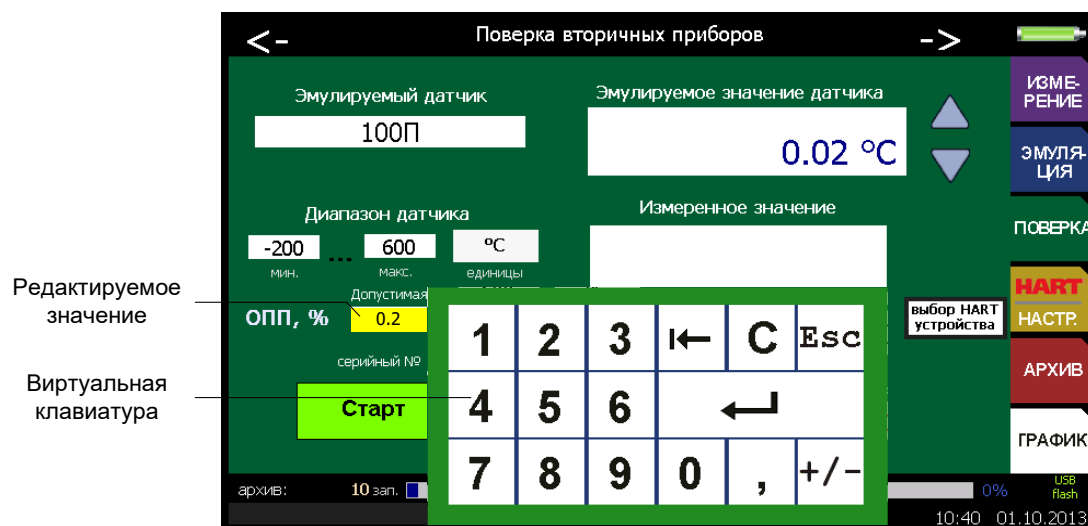 <- Поверка вторичных приборов ->
Эмулируемый датчик
100П
Эмулируемое значение датчика
0.02 °C
Диапазон датчика
-200 ... 600 °C
мин. макс. единицы
Измеренное значение
Допустимая
ОПП, % 0.2
серийный №
Старт
Редактируемое
значение
Виртуальная
клавиатура
1 2 3 C Esc
4 5 6
7 8 9 0 , +/-
выбор HART
устройства
ИЗМЕ-
РЕНИЕ
ЭМУЛЯ-
ЦИЯ
ПОВЕРКА
HART
НАСТР.
АРХИВ
ГРАФИК
архив: 10 зап. 0% USB
flash
10:40 01.10.2013